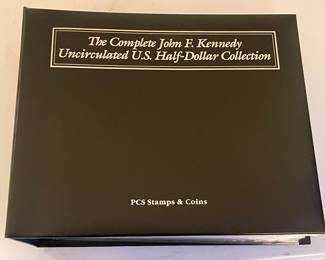 The Complete John F. Kennedy
Uncirculated U.S. Half-Dollar Collection
PCS Stamps & Coins